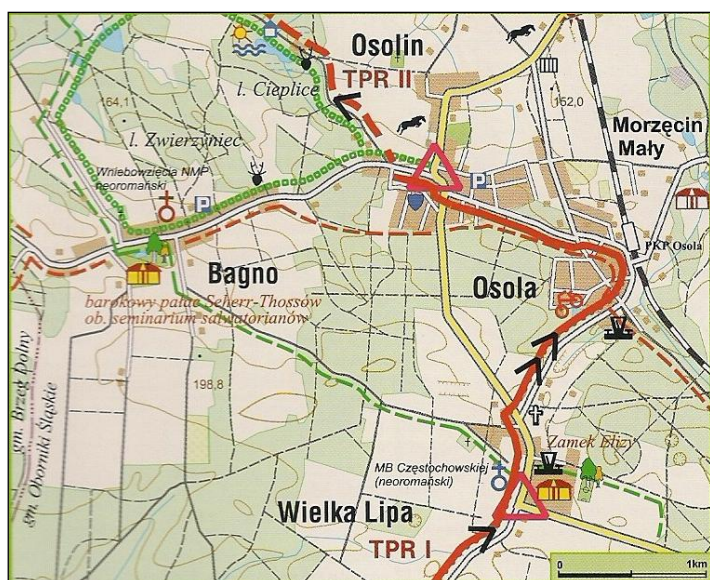 Osolin
TPR II
l. Cieplice
164,1
l. Zwierzyniec
162,0
Morzęcin
Mały
Wniebowzięcia NMP
neoromański
P
P
PKP Osola
Bagno
Osola
barokowy pałac Seherr-Thossów
ob. seminarium salwatorianów
198,8
gm. Brzeg Dolny
gm. Oborniki Śląskie
Zamek Elizy
MB Częstochowskiej
(neoromański)
Wielka Lipa
TPR I
0 1km